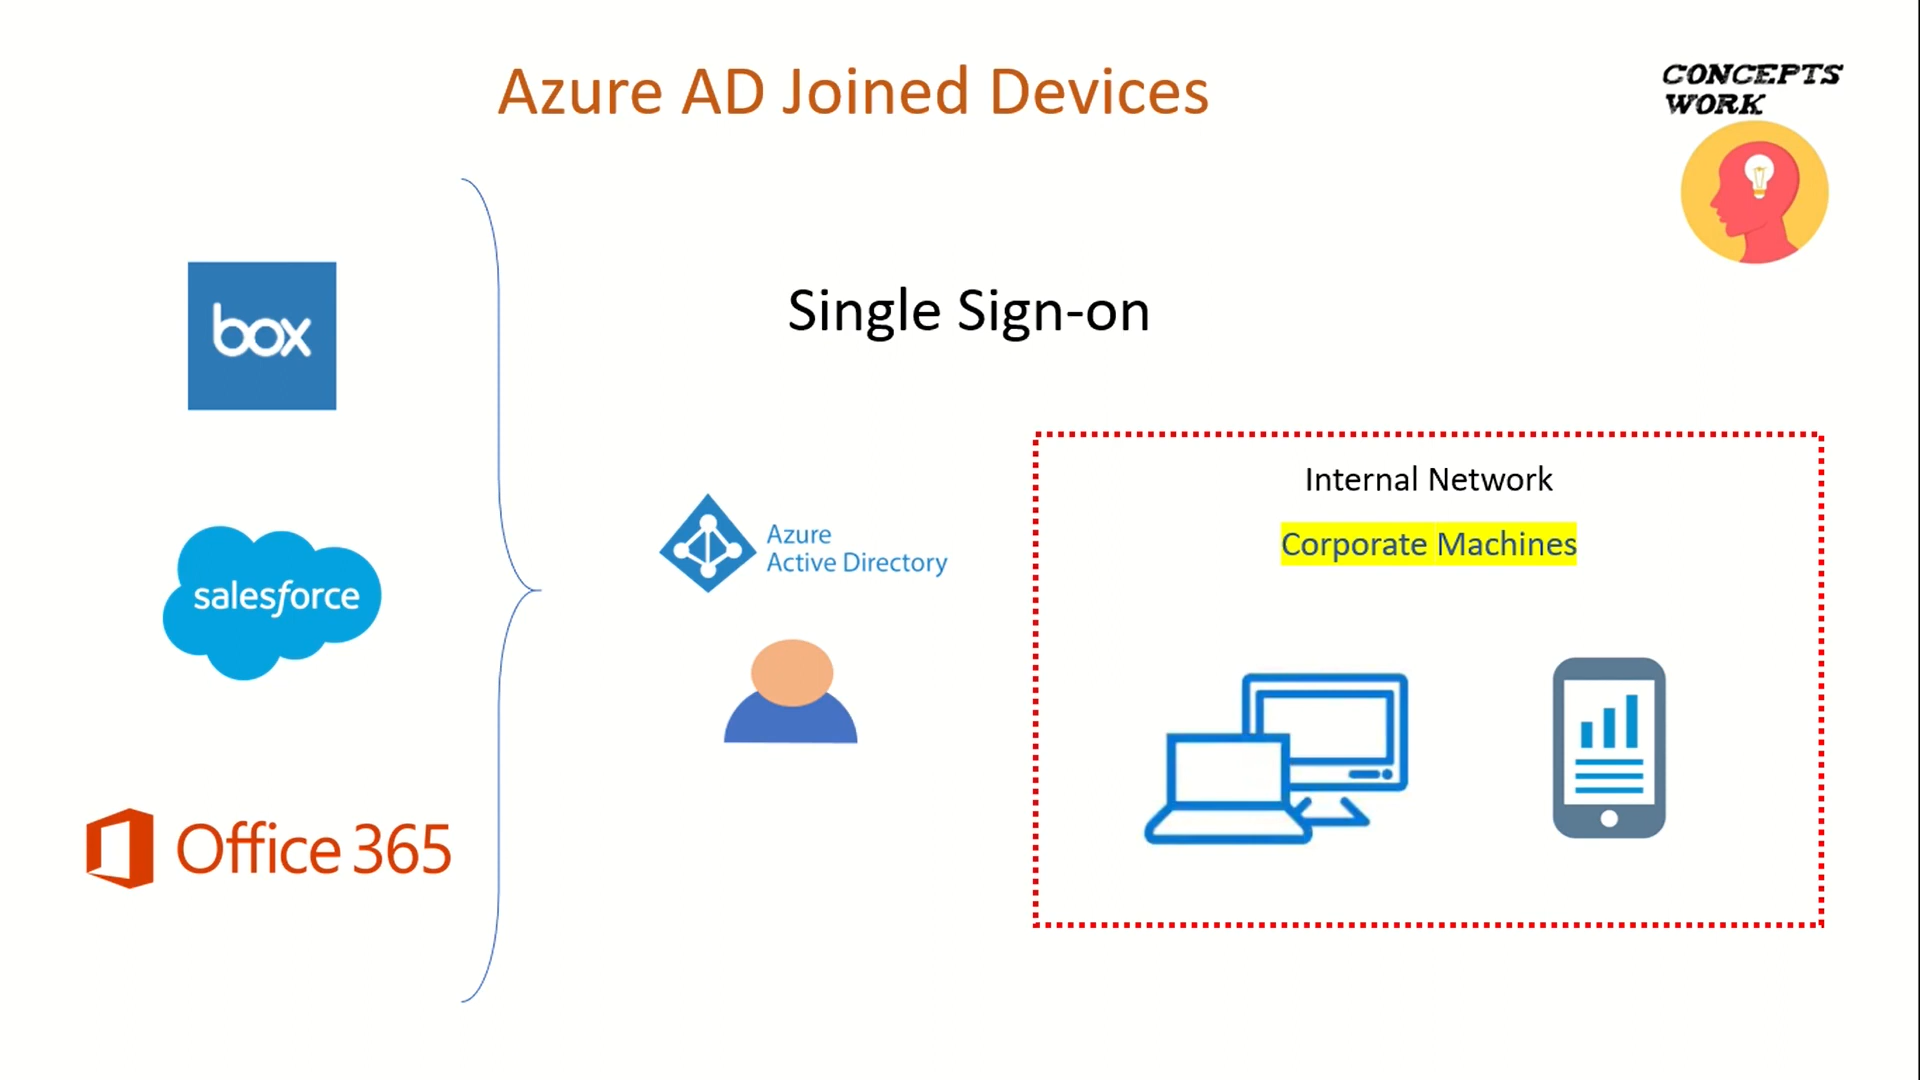 Azure AD Joined Devices
CONCEPTS
WORK
box
Single Sign-on
Internal Network
Corporate Machines
Azure
Active Directory
salesforce
Office 365